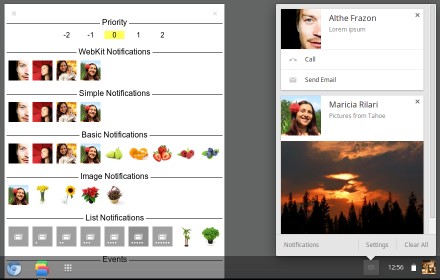 Priority
-2 -1 0 1 2
WebKit Notifications
Simple Notifications
Basic Notifications
Image Notifications
List Notifications
Events
Althe Frazon
Lorem ipsum
Call
Send Email
Maricia Rilari
Pictures from Tahoe
Notifications Settings Clear All
12:56